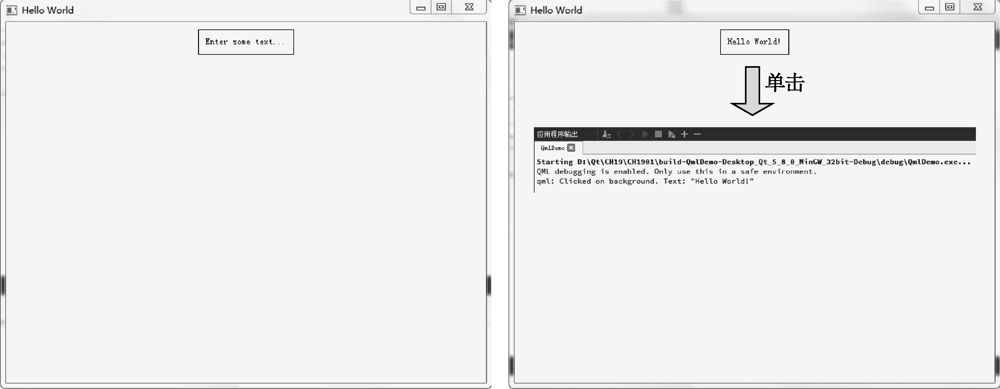 Hello World
Enter some text...
Hello World
Hello World!
单击
应用程序输出
QmlDemo
Starting D:\Qt\CH19\CH1901\build-QmlDemo-Desktop_Qt_5_8_0_MinGW_32bit-Debug\debug\QmlDemo.exe...
QML debugging is enabled. Only use this in a safe environment.
qml: Clicked on background. Text: "Hello World!"